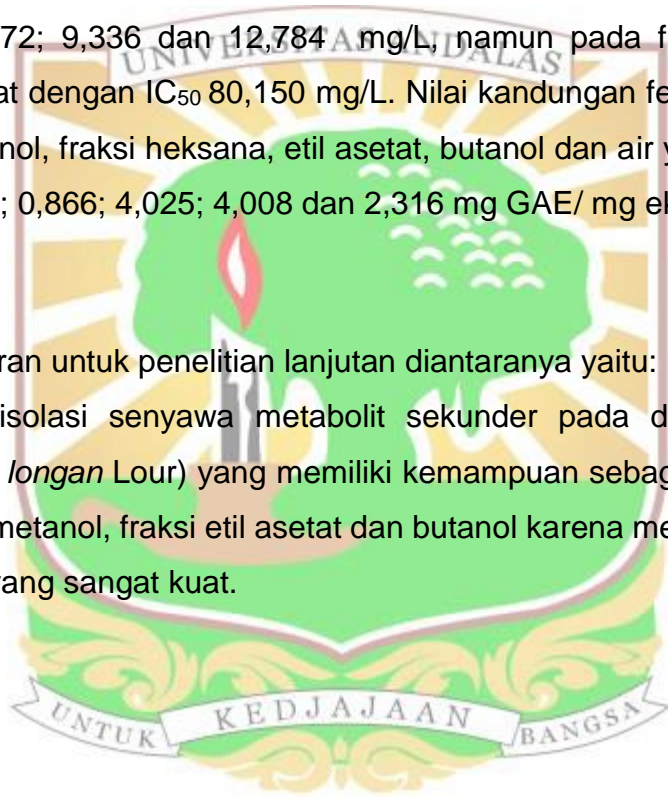 72; 9,336 dan 12,784 mg/L, namun pada f
UNIVERSITAS ANDALAS
at dengan IC₅₀ 80,150 mg/L. Nilai kandungan fe
nol, fraksi heksana, etil asetat, butanol dan air y
; 0,866; 4,025; 4,008 dan 2,316 mg GAE/ mg ek
ran untuk penelitian lanjutan diantaranya yaitu:
isolasi senyawa metabolit sekunder pada d
longan Lour) yang memiliki kemampuan sebag
metanol, fraksi etil asetat dan butanol karena me
yang sangat kuat.
UNTUK KEDJAJAAN BANGSA